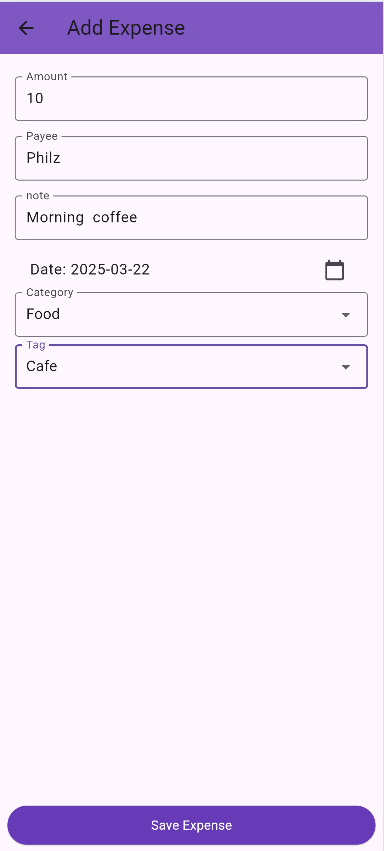 Add Expense
Amount
10
Payee
Philz
note
Morning  coffee
Date: 2025-03-22
Category
Food
Tag
Cafe
Save Expense